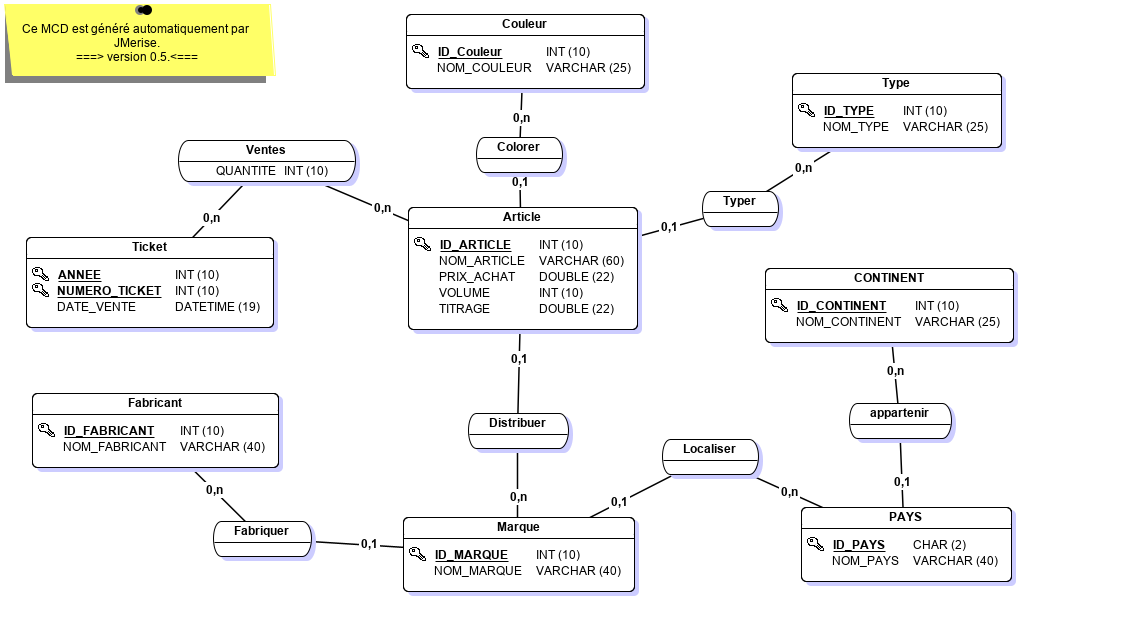 Ce MCD est généré automatiquement par
JMerise.
===> version 0.5.<===
Couleur
ID_Couleur INT (10)
NOM_COULEUR VARCHAR (25)
0,n
Colorer
0,1
Type
ID_TYPE INT (10)
NOM_TYPE VARCHAR (25)
0,n
Typer
0,1
Ventes
QUANTITE INT (10)
0,n
0,n
Article
ID_ARTICLE INT (10)
NOM_ARTICLE VARCHAR (60)
PRIX_ACHAT DOUBLE (22)
VOLUME INT (10)
TITRAGE DOUBLE (22)
Ticket
ANNEE INT (10)
NUMERO_TICKET INT (10)
DATE_VENTE DATETIME (19)
CONTINENT
ID_CONTINENT INT (10)
NOM_CONTINENT VARCHAR (25)
0,n
appartenir
0,1
0,1
Distribuer
0,n
Fabricant
ID_FABRICANT INT (10)
NOM_FABRICANT VARCHAR (40)
0,n
Fabriquer
0,1
Localiser
0,1
0,n
Marque
ID_MARQUE INT (10)
NOM_MARQUE VARCHAR (40)
PAYS
ID_PAYS CHAR (2)
NOM_PAYS VARCHAR (40)